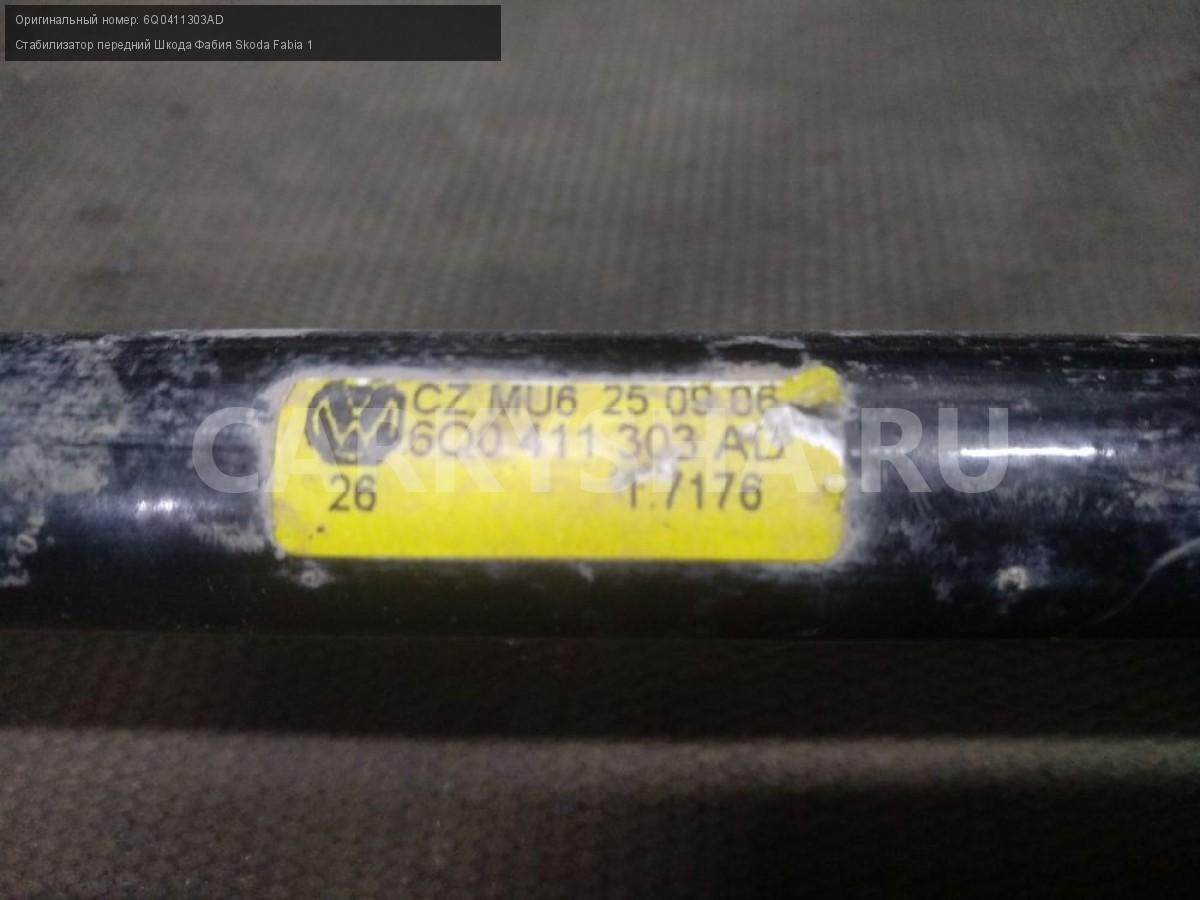 Оригинальный номер: 6Q0411303AD
Стабилизатор передний Шкода Фабия Skoda Fabia 1
CZ MU6 25 09 06
6Q0 411 303 AD
26 1.7176
CARRYSHA.RU